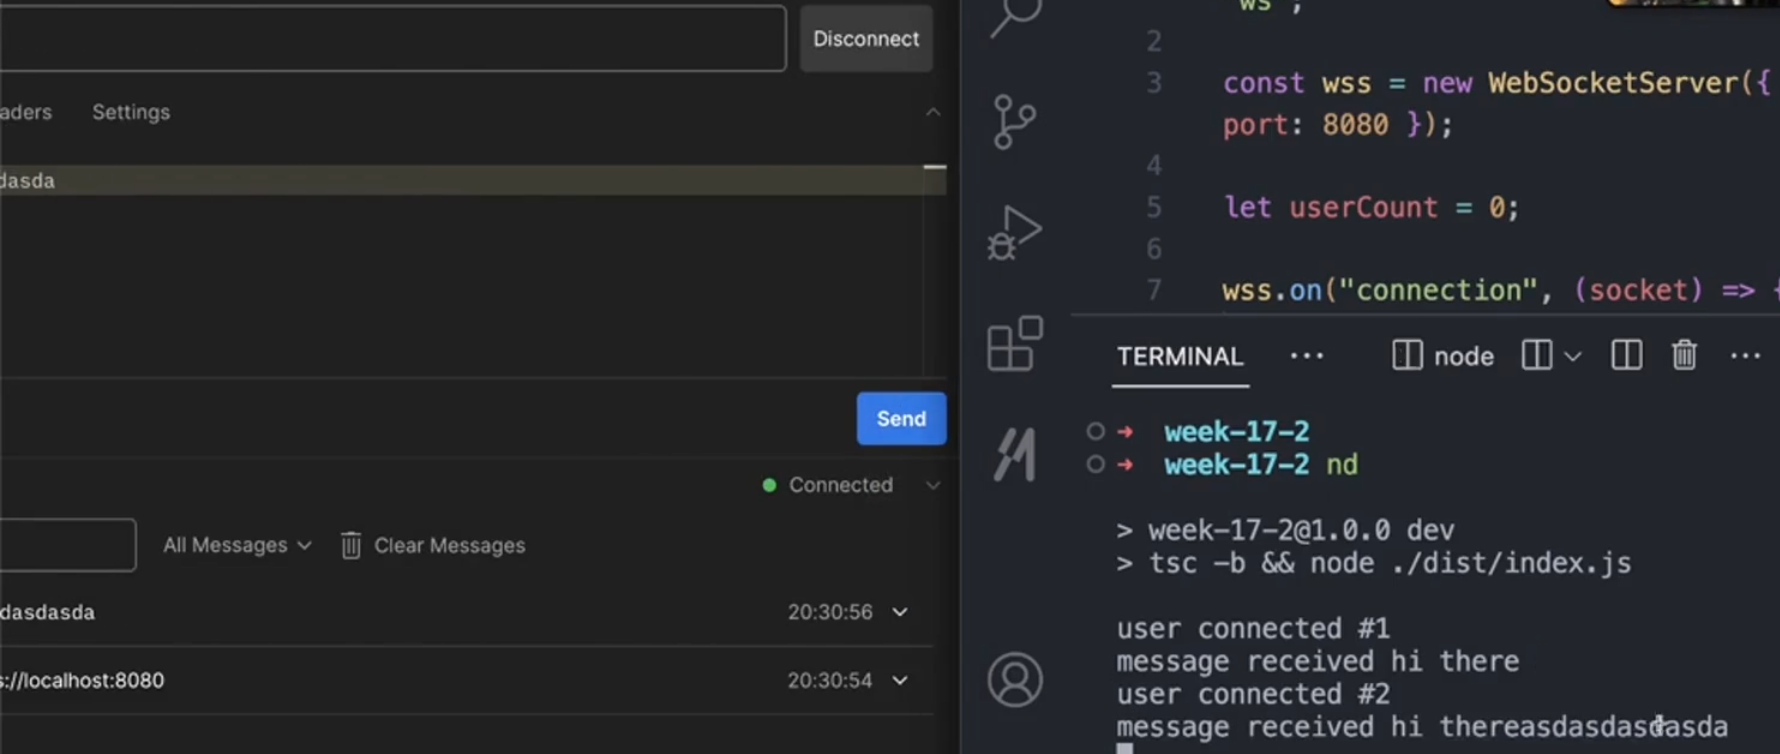 Disconnect
aders Settings
dasda
Send
Connected
All Messages Clear Messages
dasdasda 20:30:56
s://localhost:8080 20:30:54
"ws";
2
3 const wss = new WebSocketServer({
port: 8080 });
4
5 let userCount = 0;
6
7 wss.on("connection", (socket) => {
TERMINAL ... node ...
→ week-17-2
→ week-17-2 nd
> week-17-2@1.0.0 dev
> tsc -b && node ./dist/index.js
user connected #1
message received hi there
user connected #2
message received hi thereasdasdasdasda